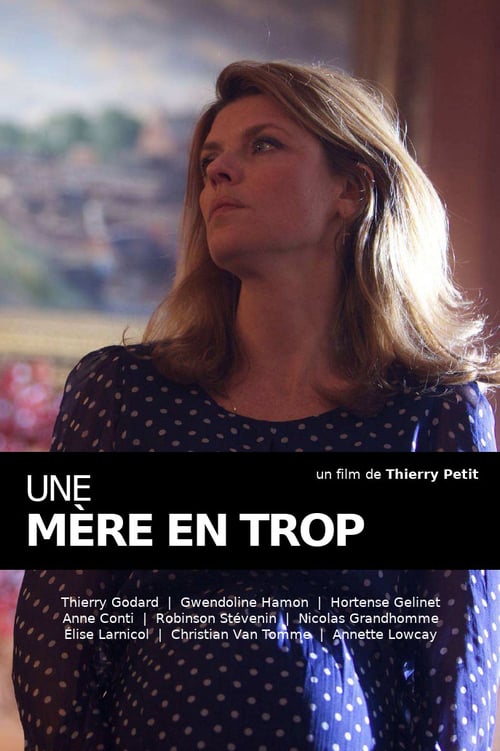 un film de Thierry Petit
UNE
MÈRE EN TROP
Thierry Godard | Gwendoline Hamon | Hortense Gelinet
Anne Conti | Robinson Stévenin | Nicolas Grandhomme
Élise Larnicol | Christian Van Tomme | Annette Lowcay